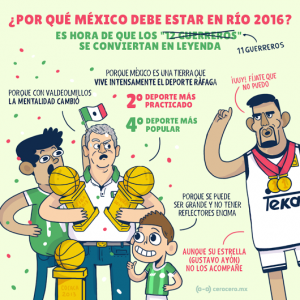 ¿POR QUÉ MÉXICO DEBE ESTAR EN RÍO 2016?
ES HORA DE QUE LOS "12 GUERREROS"
11 GUERREROS
SE CONVIERTAN EN LEYENDA
PORQUE MÉXICO ES UNA TIERRA QUE
VIVE INTENSAMENTE EL DEPORTE RÁFAGA
¡UUY! FÍJATE QUE
NO PUEDO
PORQUE CON VALDEOLMILLOS
LA MENTALIDAD CAMBIÓ
2º DEPORTE MÁS
PRACTICADO
4º DEPORTE MÁS
POPULAR
TEKA
PORQUE SE PUEDE
SER GRANDE Y NO TENER
REFLECTORES ENCIMA
AUNQUE SU ESTRELLA
(GUSTAVO AYÓN)
NO LOS ACOMPAÑE
cerocero.mx